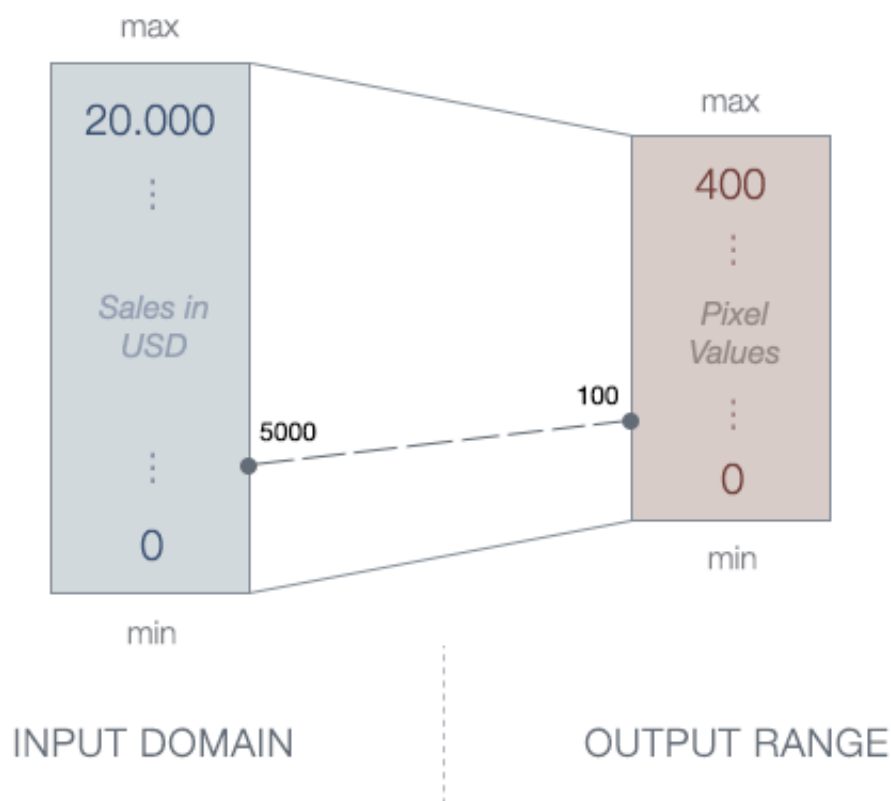 max
20.000
Sales in
USD
5000
0
min
INPUT DOMAIN
max
400
Pixel
Values
100
0
min
OUTPUT RANGE